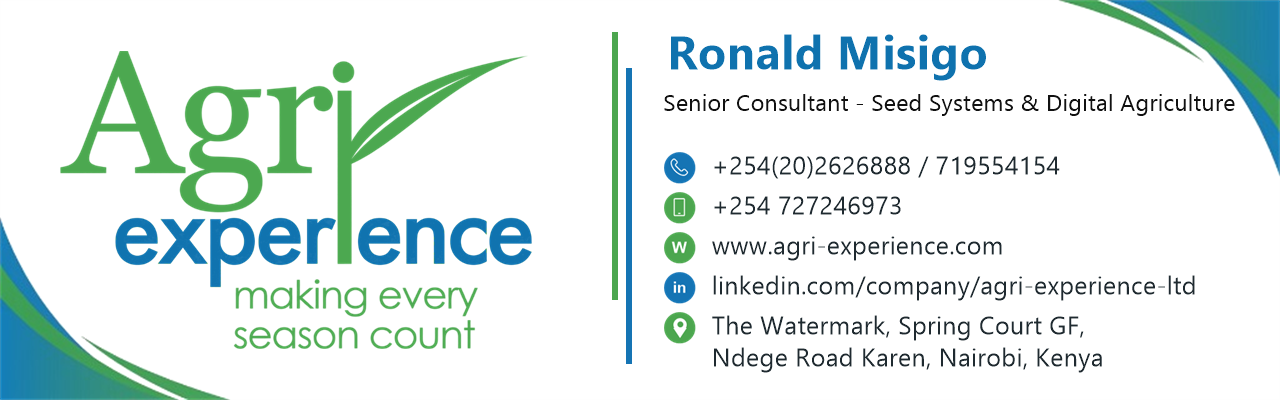 Agri
experience
making every
season count
Ronald Misigo
Senior Consultant - Seed Systems & Digital Agriculture
+254(20)2626888 / 719554154
+254 727246973
W www.agri-experience.com
in linkedin.com/company/agri-experience-ltd
The Watermark, Spring Court GF,
Ndege Road Karen, Nairobi, Kenya